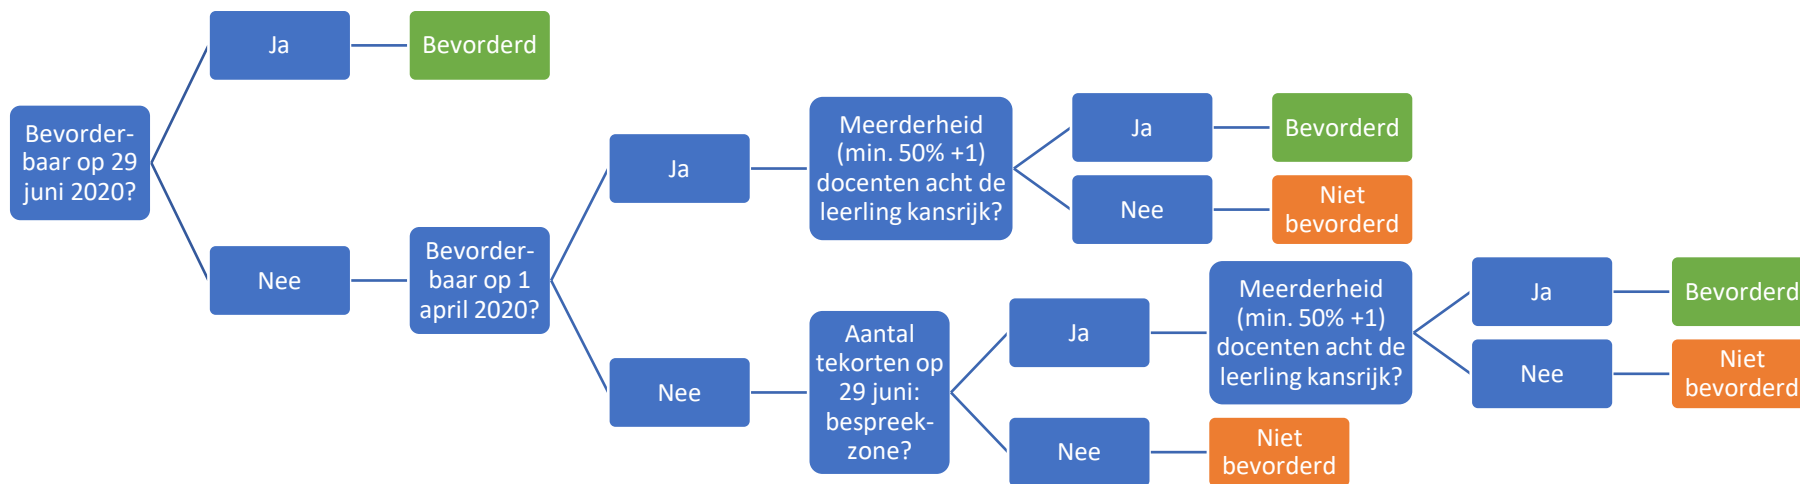 Ja
Bevorderd
Bevorder-
baar op 29
juni 2020?
Nee
Bevorder-
baar op 1
april 2020?
Ja
Meerderheid
(min. 50% +1)
docenten acht de
leerling kansrijk?
Ja
Bevorderd
Nee
Niet
bevorderd
Nee
Aantal
tekorten op
29 juni:
bespreek-
zone?
Ja
Meerderheid
(min. 50% +1)
docenten acht de
leerling kansrijk?
Ja
Bevorderd
Nee
Niet
bevorderd
Nee
Niet
bevorderd